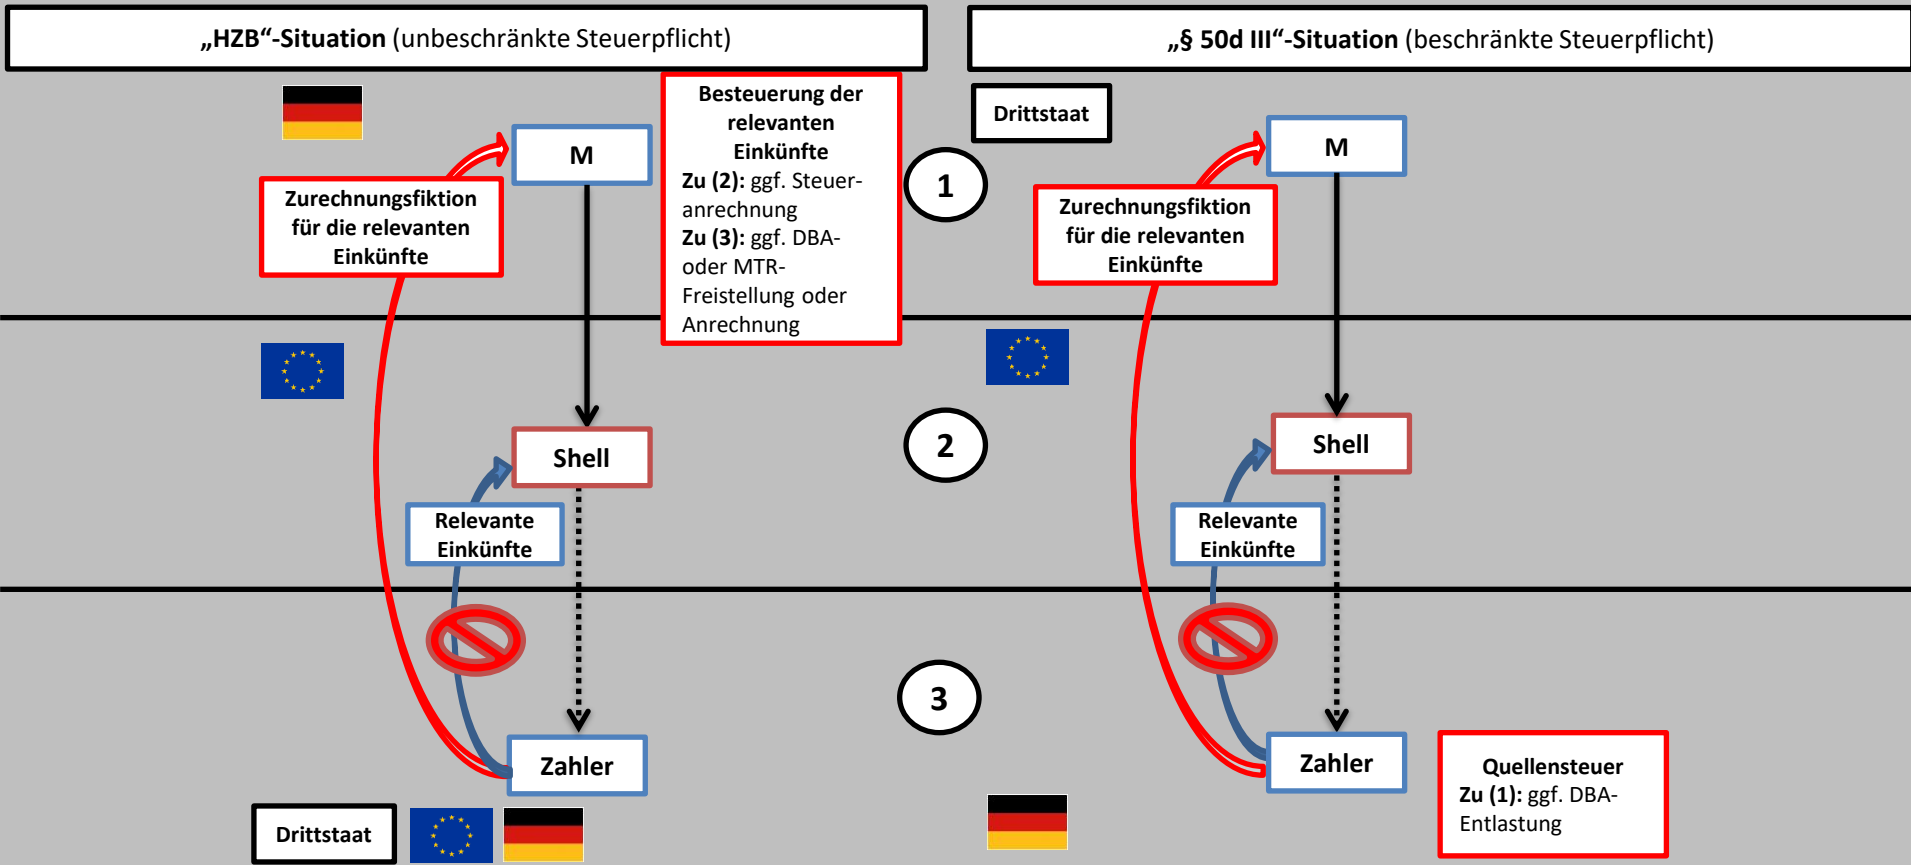 „HZB“-Situation (unbeschränkte Steuerpflicht)
„§ 50d III“-Situation (beschränkte Steuerpflicht)
M
Zurechnungsfiktion
für die relevanten
Einkünfte
Besteuerung der
relevanten
Einkünfte
Zu (2): ggf. Steuer-
anrechnung
Zu (3): ggf. DBA-
oder MTR-
Freistellung oder
Anrechnung
1
Drittstaat
M
Zurechnungsfiktion
für die relevanten
Einkünfte
Shell
Relevante
Einkünfte
2
Shell
Relevante
Einkünfte
Zahler
Drittstaat
3
Zahler
Quellensteuer
Zu (1): ggf. DBA-
Entlastung